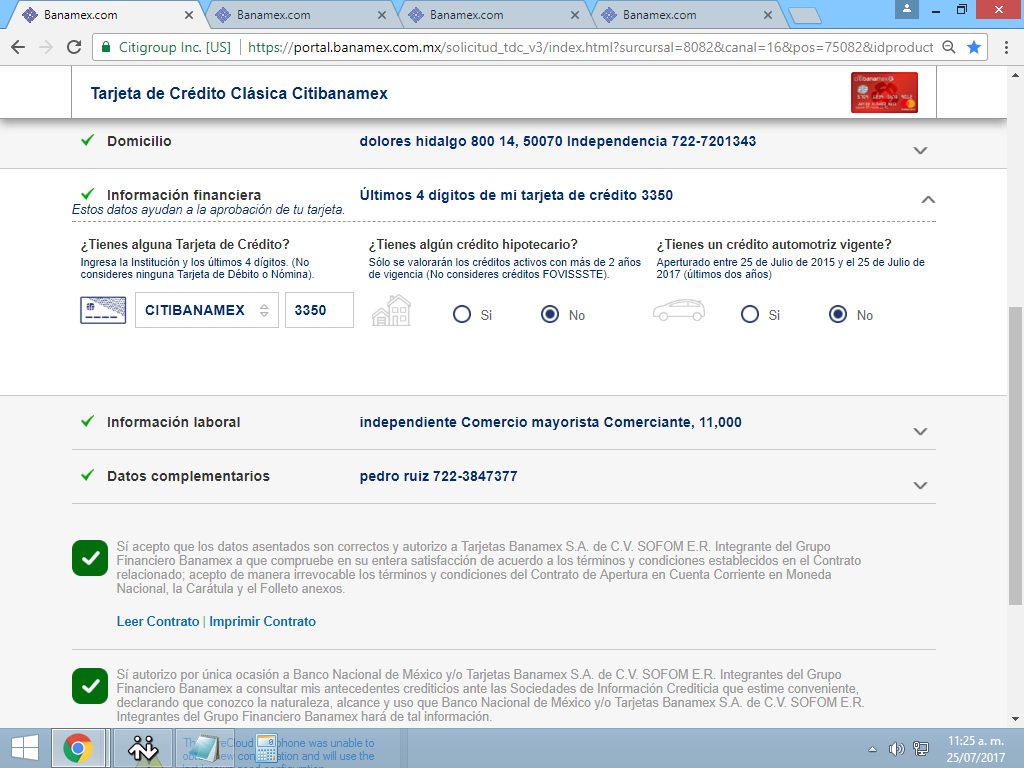 Banamex.com
Banamex.com
Banamex.com
Banamex.com
Citigroup Inc. [US]
https://portal.banamex.com.mx/solicitud_tdc_v3/index.html?surcursal=8082&canal=16&pos=75082&idproduct
Tarjeta de Crédito Clásica Citibanamex
Domicilio
dolores hidalgo 800 14, 50070 Independencia 722-7201343
Información financiera
Últimos 4 dígitos de mi tarjeta de crédito 3350
Estos datos ayudan a la aprobación de tu tarjeta.
¿Tienes alguna Tarjeta de Crédito?
Ingresa la Institución y los últimos 4 dígitos. (No
consideres ninguna Tarjeta de Débito o Nómina).
CITIBANAMEX
3350
¿Tienes algún crédito hipotecario?
Sólo se valorarán los créditos activos con más de 2 años
de vigencia (No consideres créditos FOVISSSTE).
Si
No
¿Tienes un crédito automotriz vigente?
Aperturado entre 25 de Julio de 2015 y el 25 de Julio de
2017 (últimos dos años)
Si
No
Información laboral
independiente Comercio mayorista Comerciante, 11,000
Datos complementarios
pedro ruiz 722-3847377
Sí acepto que los datos asentados son correctos y autorizo a Tarjetas Banamex S.A. de C.V. SOFOM E.R. Integrante del Grupo
Financiero Banamex a que compruebe en su entera satisfacción de acuerdo a los términos y condiciones establecidos en el Contrato
relacionado; acepto de manera irrevocable los términos y condiciones del Contrato de Apertura en Cuenta Corriente en Moneda
Nacional, la Carátula y el Folleto anexos.
Leer Contrato | Imprimir Contrato
Sí autorizo por única ocasión a Banco Nacional de México y/o Tarjetas Banamex S.A. de C.V. SOFOM E.R. Integrantes del Grupo
Financiero Banamex a consultar mis antecedentes crediticios ante las Sociedades de Información Crediticia que estime conveniente,
declarando que conozco la naturaleza, alcance y uso que Banco Nacional de México y/o Tarjetas Banamex S.A. de C.V. SOFOM E.R.
Integrantes del Grupo Financiero Banamex hará de tal información.
phone was unable to
and will use the
11:25 a. m.
25/07/2017